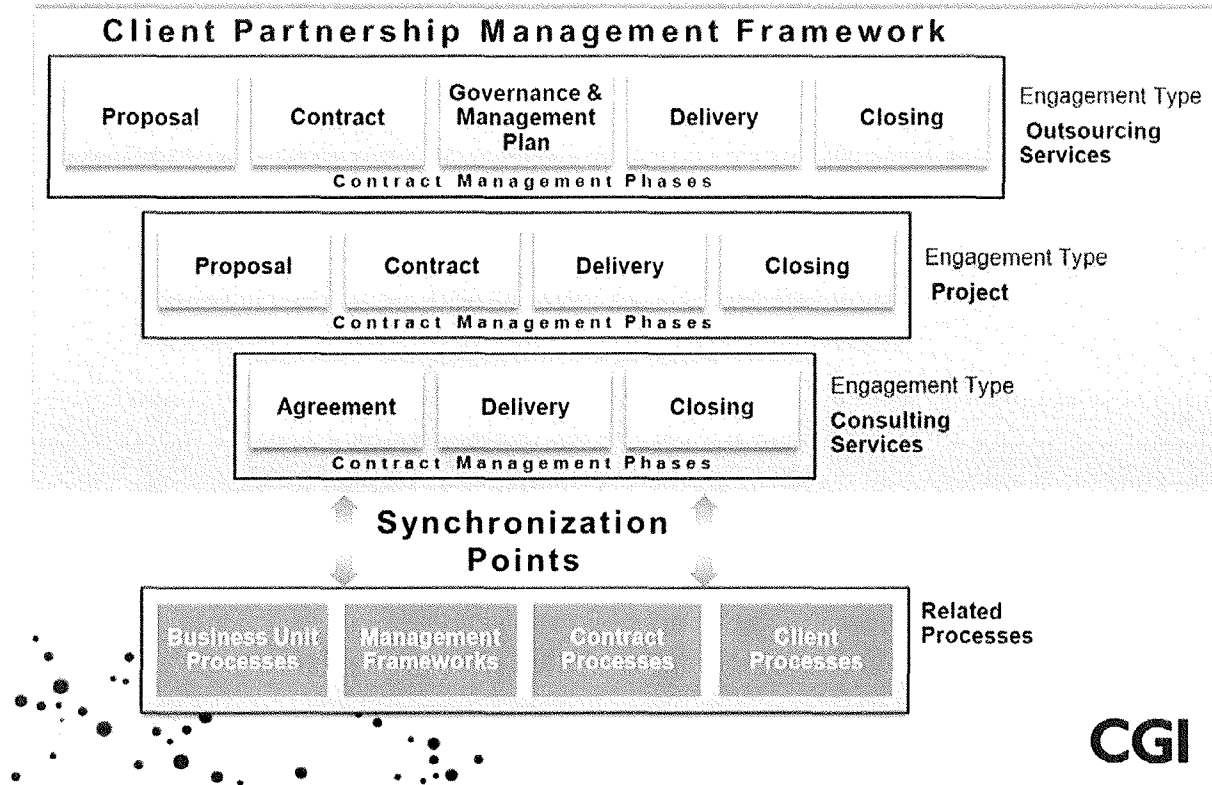 Client Partnership Management Framework
Proposal
Contract
Governance &
Management
Plan
Delivery
Closing
Contract Management Phases
Engagement Type
Outsourcing
Services
Proposal
Contract
Delivery
Closing
Contract Management Phases
Engagement Type
Project
Agreement
Delivery
Closing
Contract Management Phases
Engagement Type
Consulting
Services
Synchronization
Points
Business Unit
Processes
Management
Frameworks
Contract
Processes
Client
Processes
Related
Processes
CGI